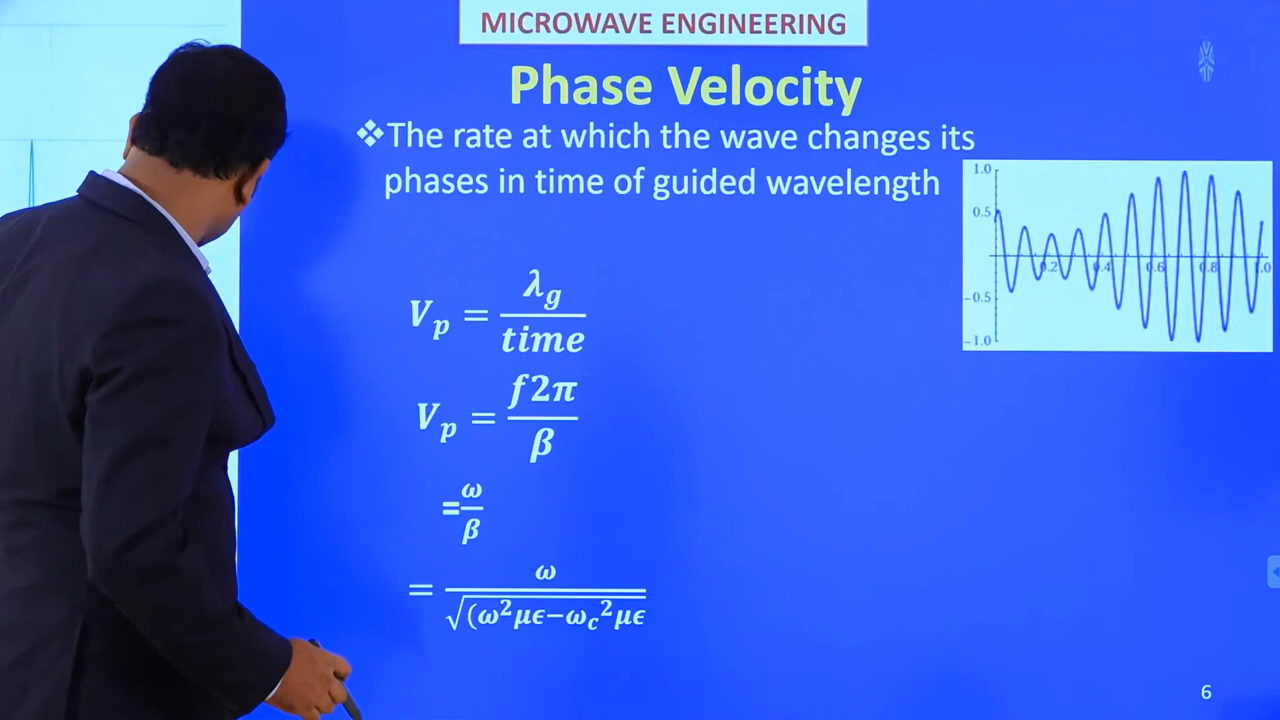 MICROWAVE ENGINEERING
Phase Velocity
❖The rate at which the wave changes its
phases in time of guided wavelength
1.0
0.5
0.2 0.4 0.6 0.8 1.0
−0.5
−1.0
V_p = λ_g / time
V_p = f2π / β
= ω / β
= ω / √(ω²μϵ−ω_c²μϵ
6